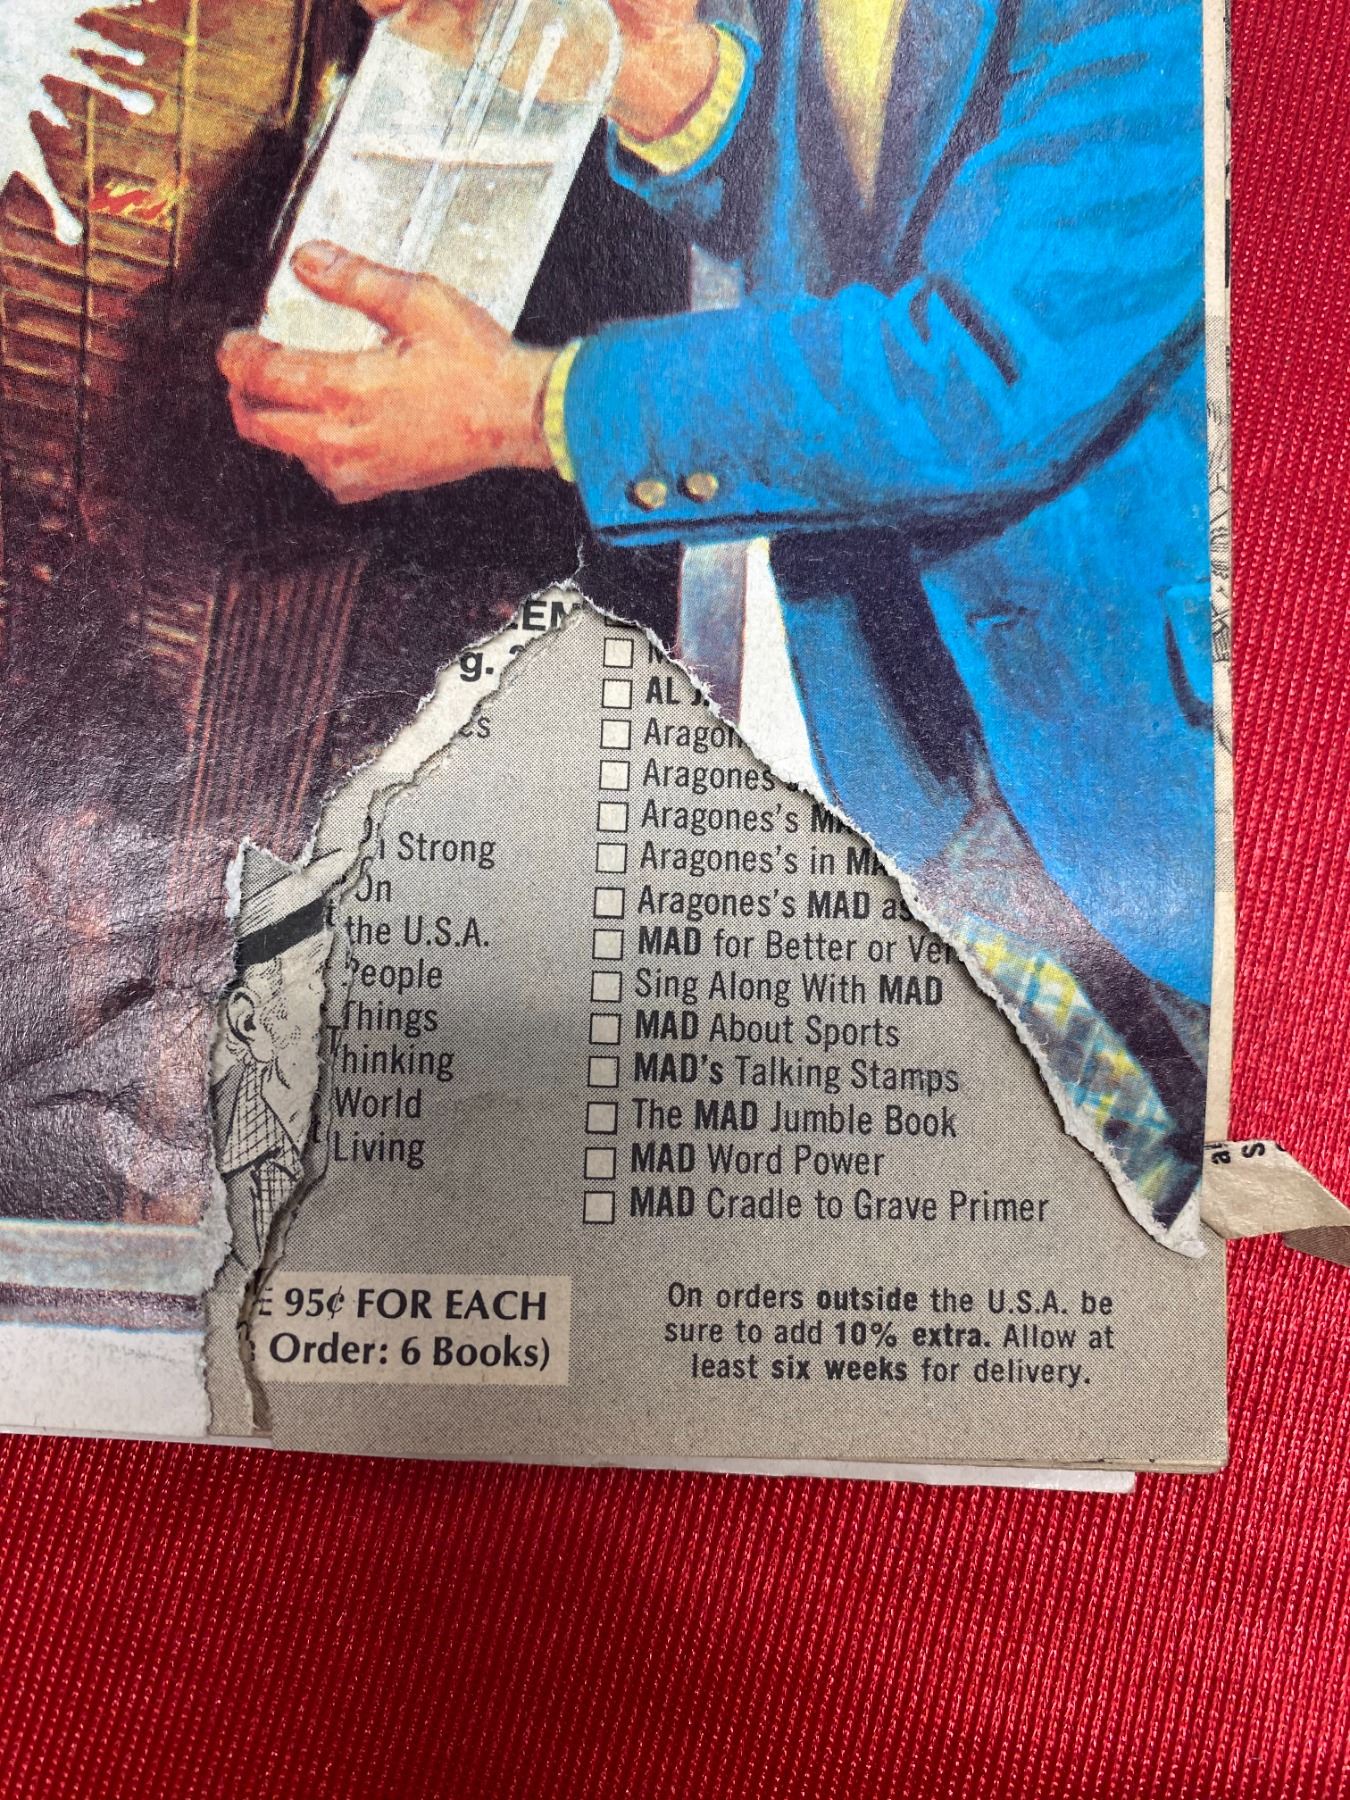 g.
Strong
On
the U.S.A.
People
Things
Thinking
World
Living
95¢ FOR EACH
Order: 6 Books)
AL
Aragones
Aragones's
Aragones's in
Aragones's MAD as
MAD for Better or
Sing Along With MAD
MAD About Sports
MAD's Talking Stamps
The MAD Jumble Book
MAD Word Power
MAD Cradle to Grave Primer
On orders outside the U.S.A. be
sure to add 10% extra. Allow at
least six weeks for delivery.